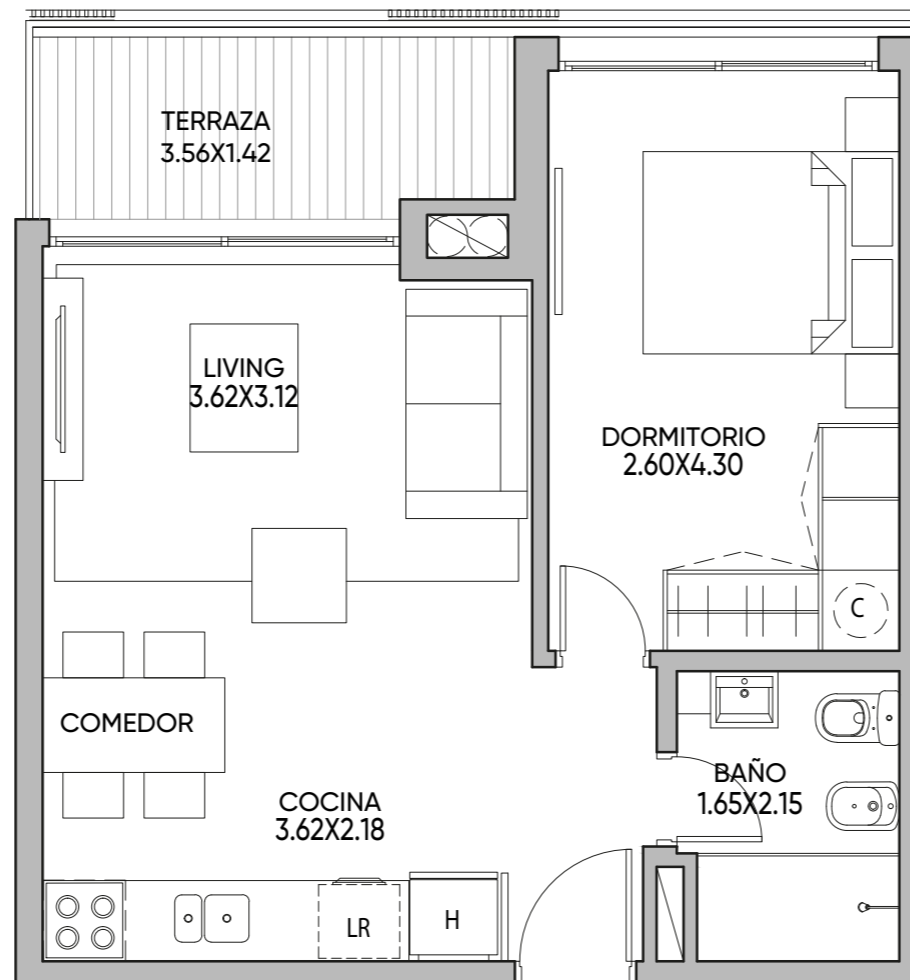 TERRAZA
3.56X1.42
LIVING
3.62X3.12
DORMITORIO
2.60X4.30
C
COMEDOR
BAÑO
1.65X2.15
COCINA
3.62X2.18
LR
H